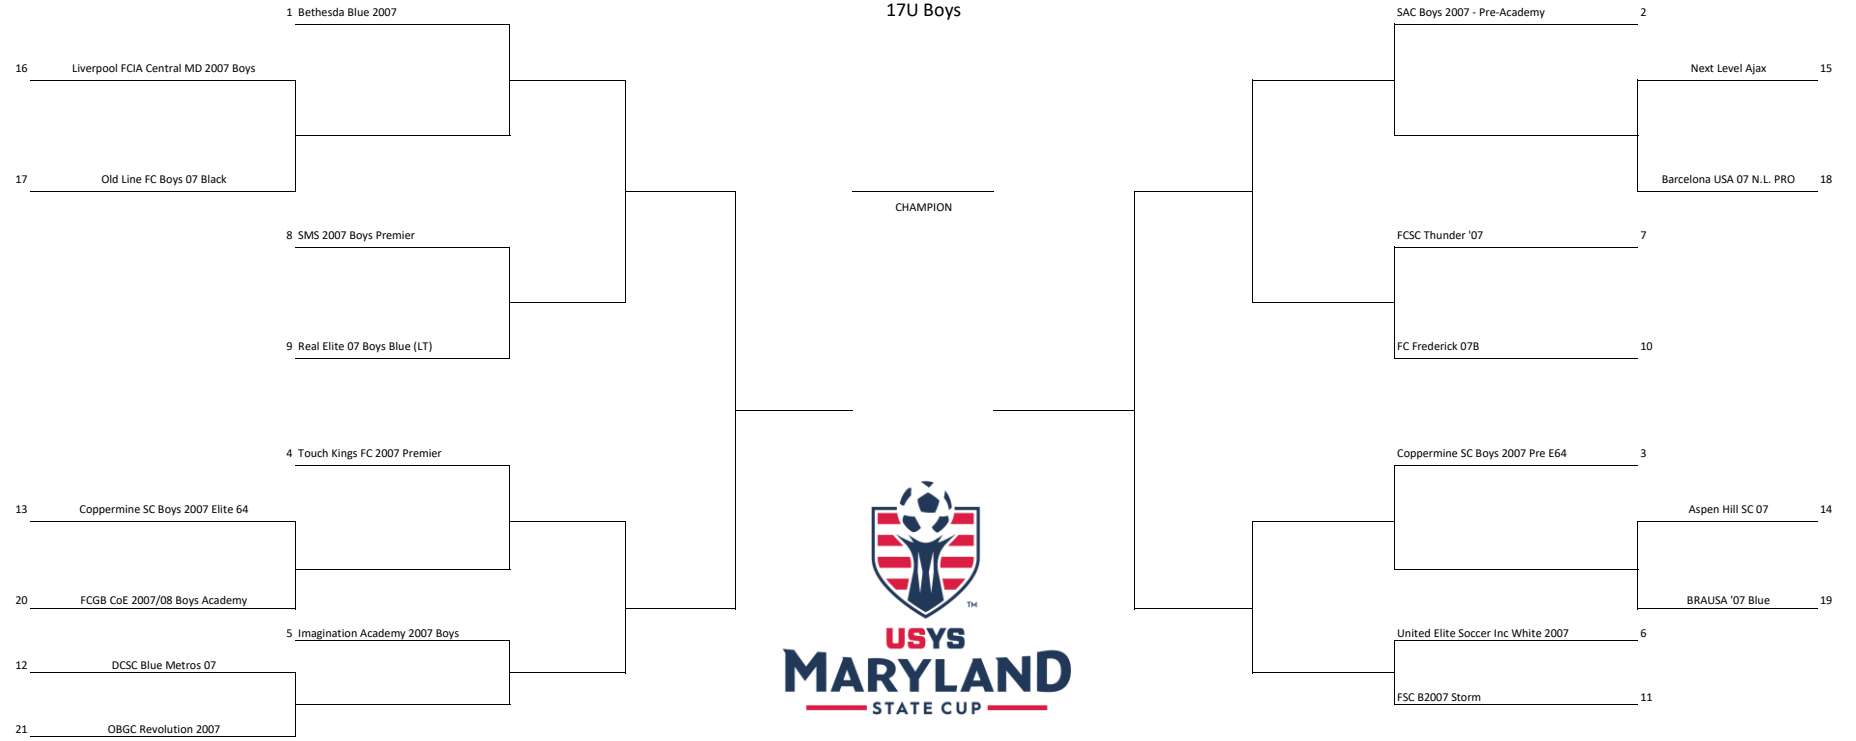 17U Boys
1 Bethesda Blue 2007
16 Liverpool FCIA Central MD 2007 Boys
17 Old Line FC Boys 07 Black
8 SMS 2007 Boys Premier
9 Real Elite 07 Boys Blue (LT)
4 Touch Kings FC 2007 Premier
13 Coppermine SC Boys 2007 Elite 64
20 FCGB CoE 2007/08 Boys Academy
5 Imagination Academy 2007 Boys
12 DCSC Blue Metros 07
21 OBGC Revolution 2007
CHAMPION
TM
USYS
MARYLAND
STATE CUP
SAC Boys 2007 - Pre-Academy 2
Next Level Ajax 15
Barcelona USA 07 N.L. PRO 18
FCSC Thunder '07 7
FC Frederick 07B 10
Coppermine SC Boys 2007 Pre E64 3
Aspen Hill SC 07 14
BRAUSA '07 Blue 19
United Elite Soccer Inc White 2007 6
FSC B2007 Storm 11